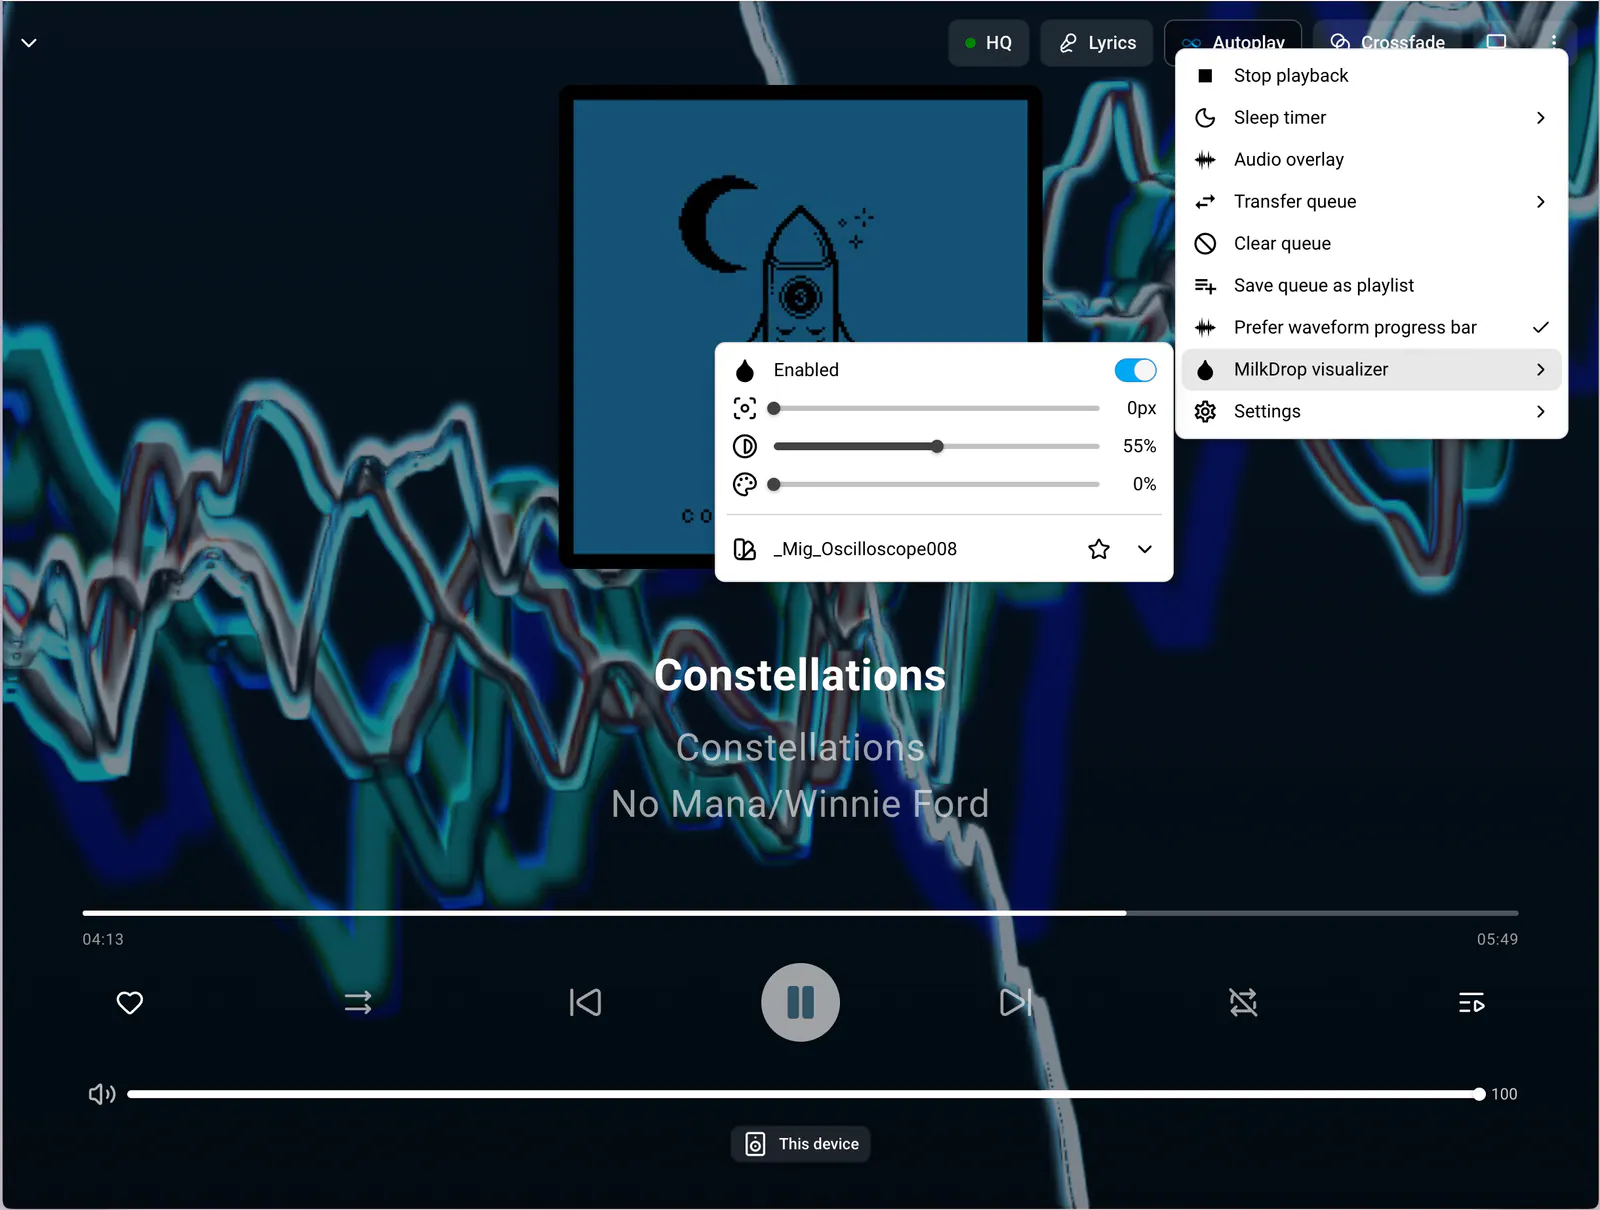 HQ
Lyrics
Autoplay
Crossfade
Stop playback
Sleep timer
Audio overlay
Transfer queue
Clear queue
Save queue as playlist
Prefer waveform progress bar
MilkDrop visualizer
Settings
3
Enabled
0px
55%
0%
CO
_Mig_Oscilloscope008
Constellations
Constellations
No Mana/Winnie Ford
04:13
05:49
100
This device